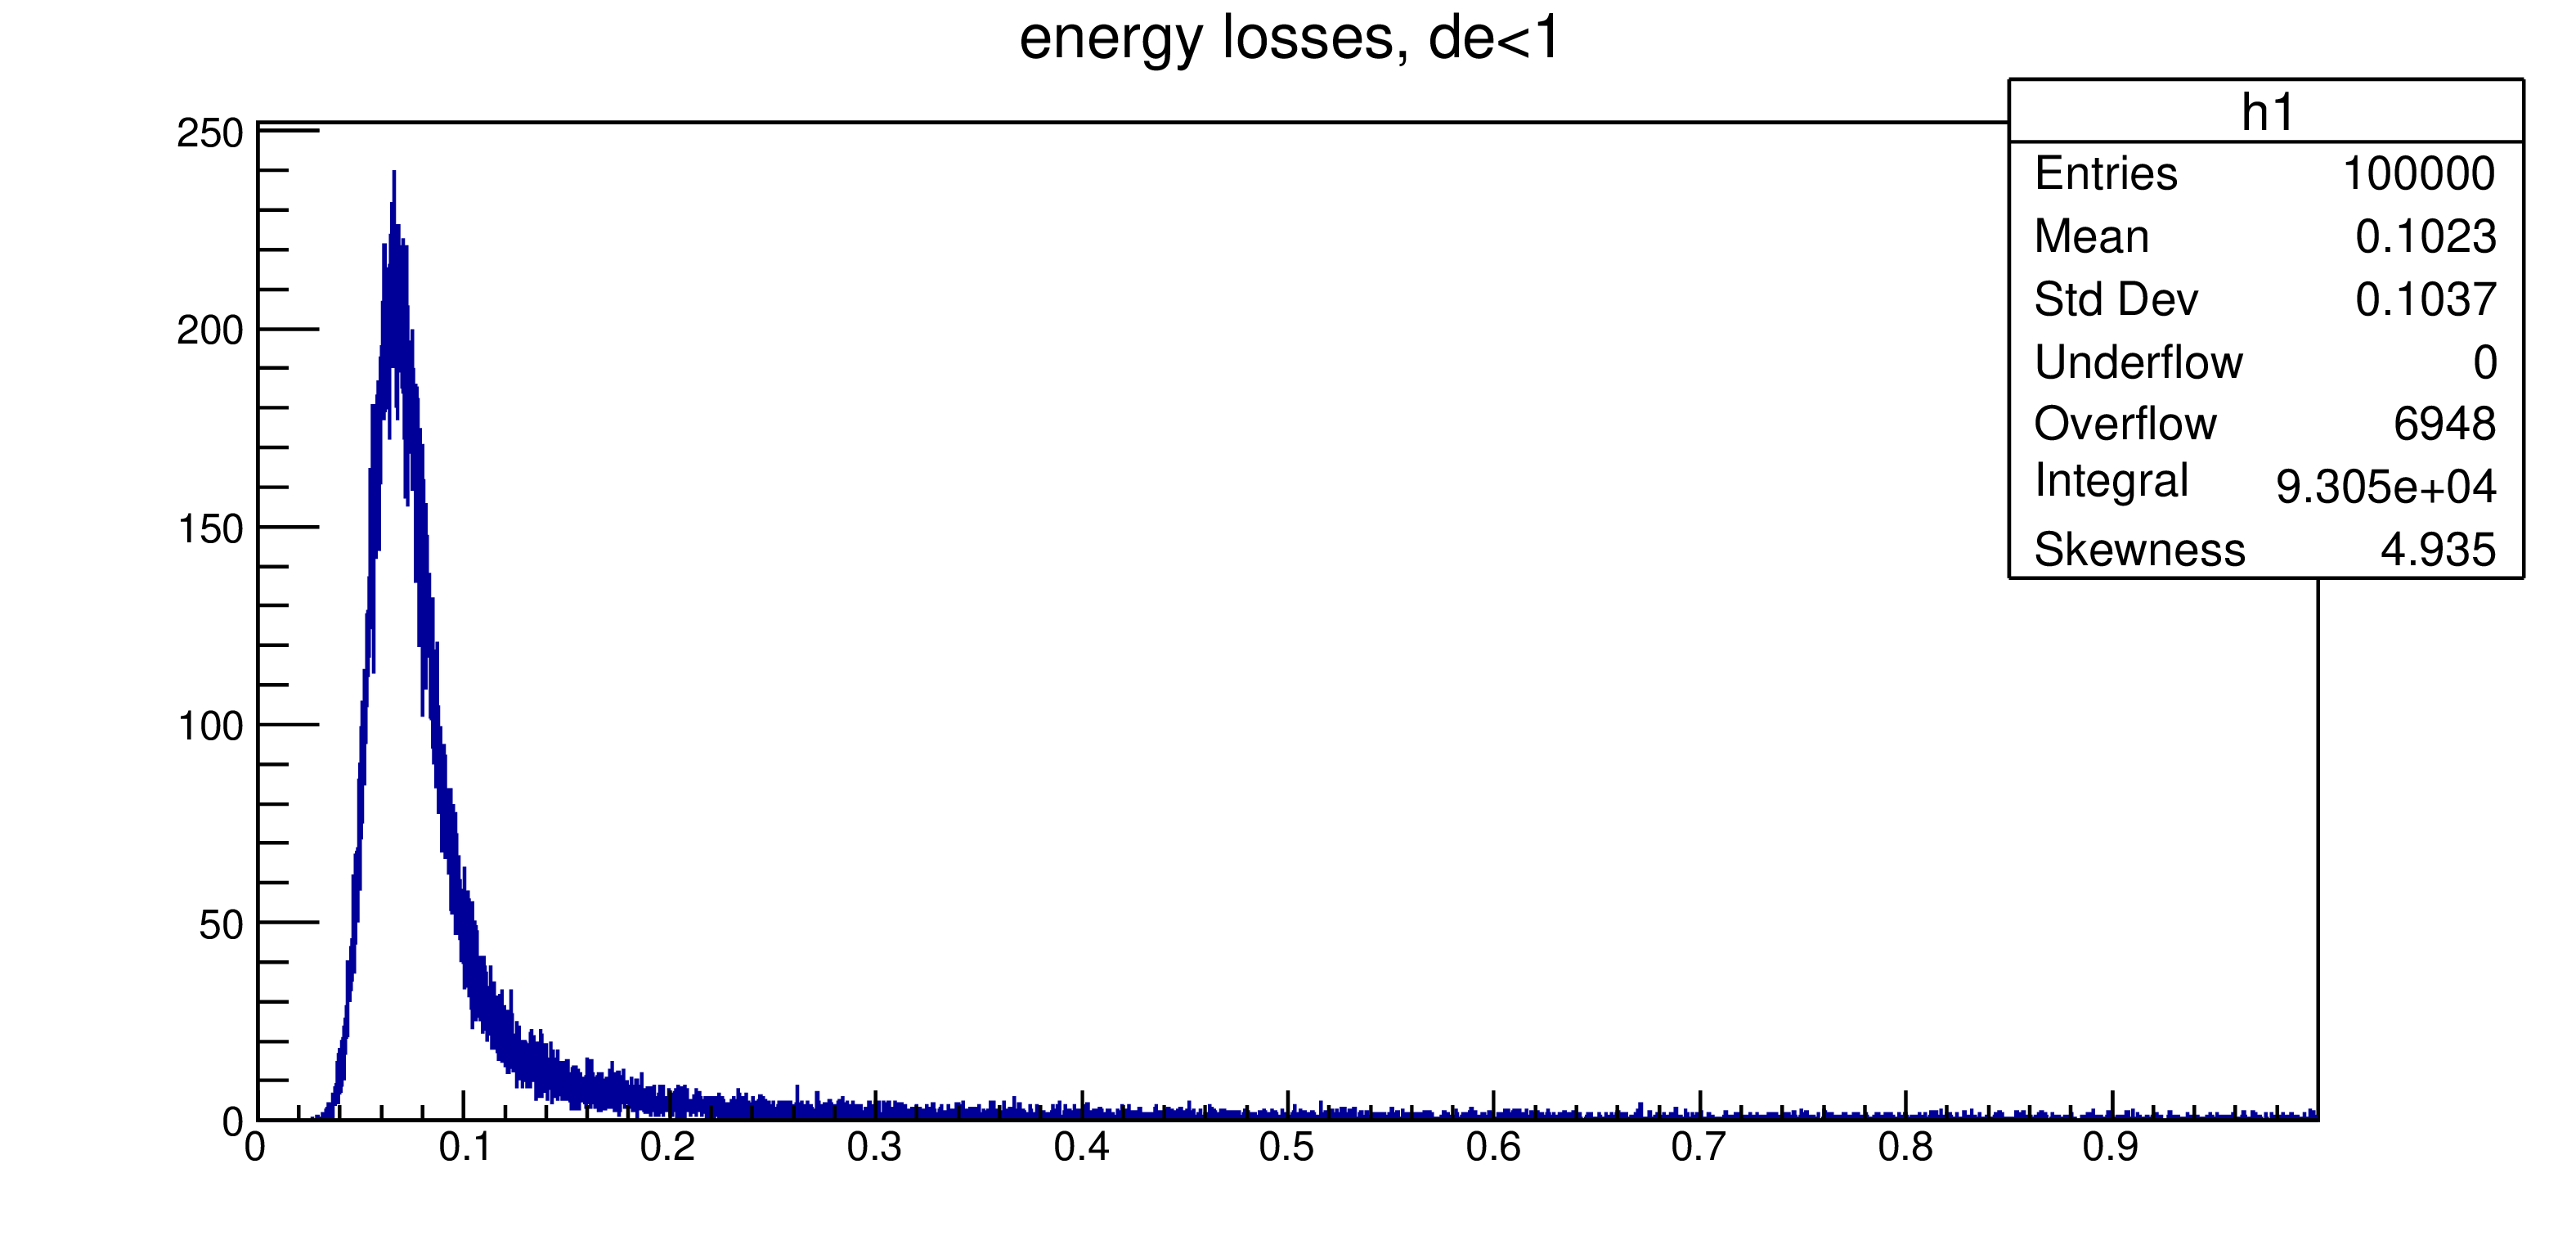 energy losses, de<1
h1
Entries 100000
Mean 0.1023
Std Dev 0.1037
Underflow 0
Overflow 6948
Integral 9.305e+04
Skewness 4.935
250
200
150
100
50
0
0 0.1 0.2 0.3 0.4 0.5 0.6 0.7 0.8 0.9